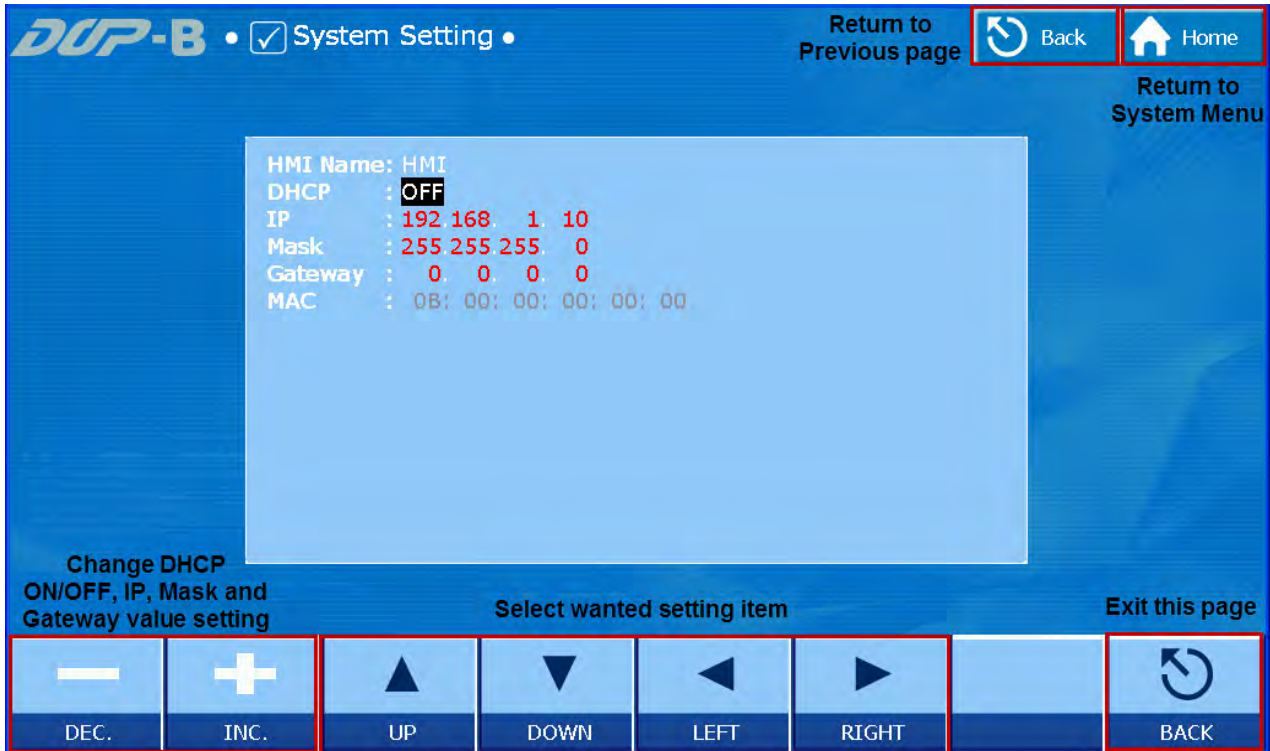 DOP-B • System Setting •
Return to
Previous page
Back
Home
Return to
System Menu
HMI Name: HMI
DHCP : OFF
IP : 192. 168. 1. 10
Mask : 255. 255. 255. 0
Gateway : 0. 0. 0. 0
MAC : 0B: 00: 00: 00: 00: 00
Change DHCP
ON/OFF, IP, Mask and
Gateway value setting
Select wanted setting item
Exit this page
DEC.
INC.
UP
DOWN
LEFT
RIGHT
BACK